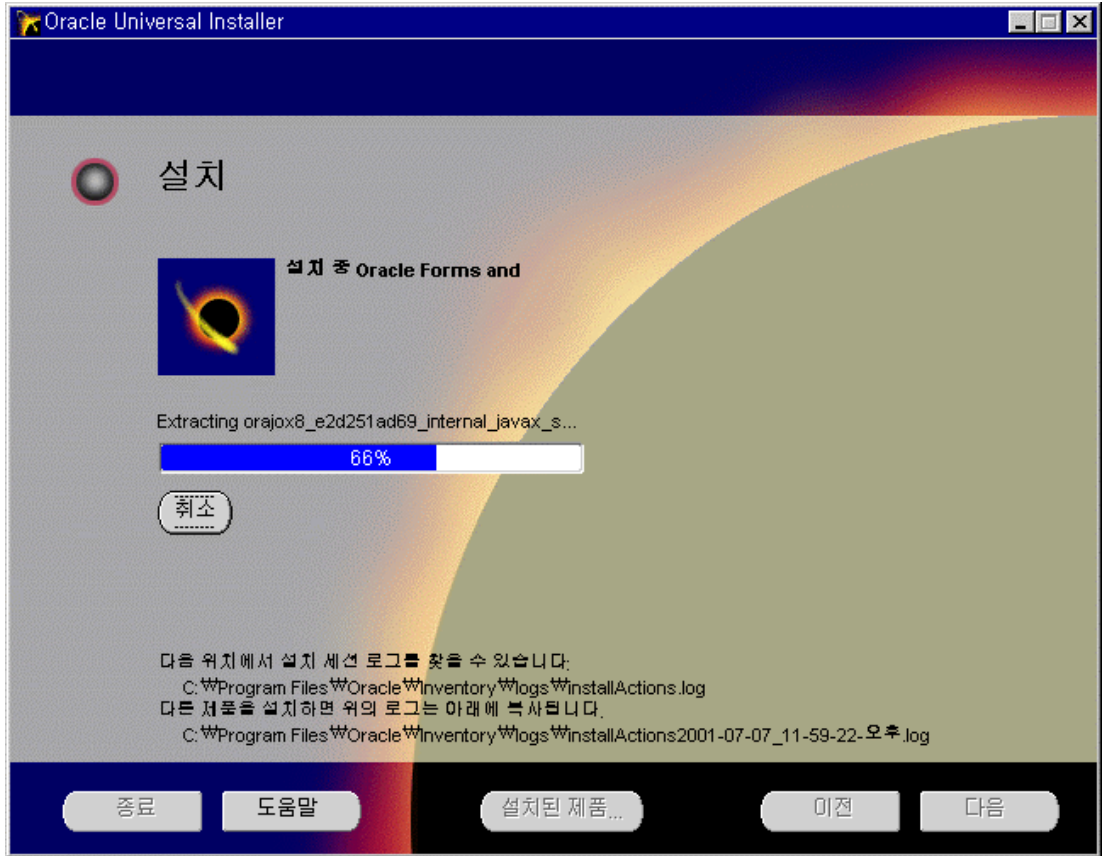 Oracle Universal Installer
설치
설치 중 Oracle Forms and
Extracting orajox8_e2d251ad69_internal_javax_s...
66%
취소
다음 위치에서 설치 세션 로그를 찾을 수 있습니다:
C:₩Program Files₩Oracle₩Inventory₩logs₩installActions.log
다른 제품을 설치하면 위의 로그는 아래에 복사됩니다.
C:₩Program Files₩Oracle₩Inventory₩logs₩installActions2001-07-07_11-59-22-오후.log
종료 도움말 설치된 제품... 이전 다음